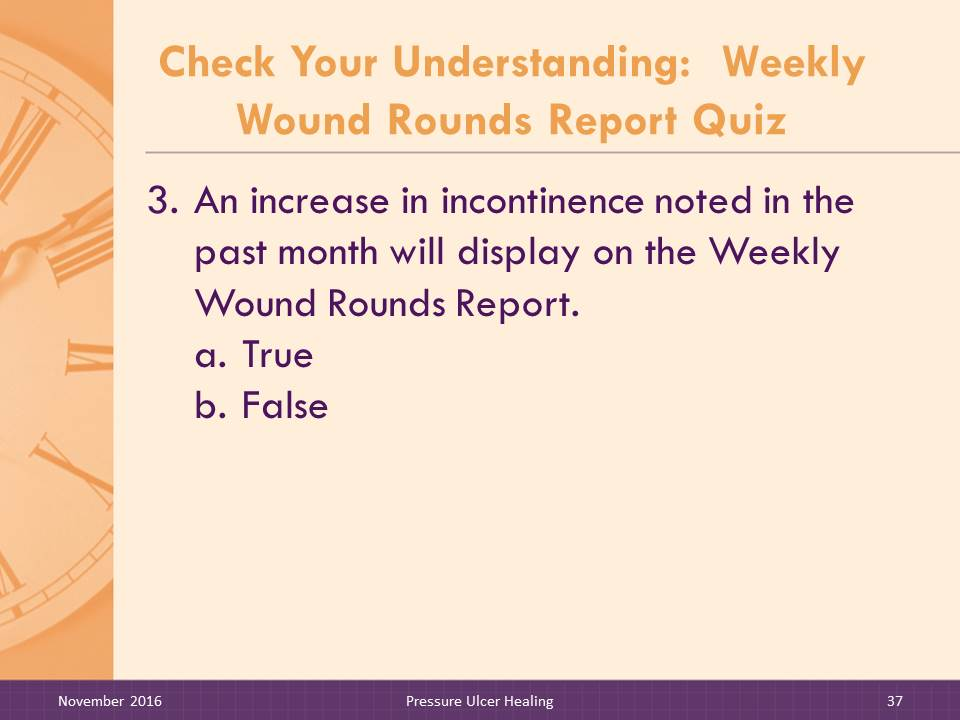 Check Your Understanding: Weekly
Wound Rounds Report Quiz
3. An increase in incontinence noted in the
past month will display on the Weekly
Wound Rounds Report.
a. True
b. False
November 2016
Pressure Ulcer Healing
37